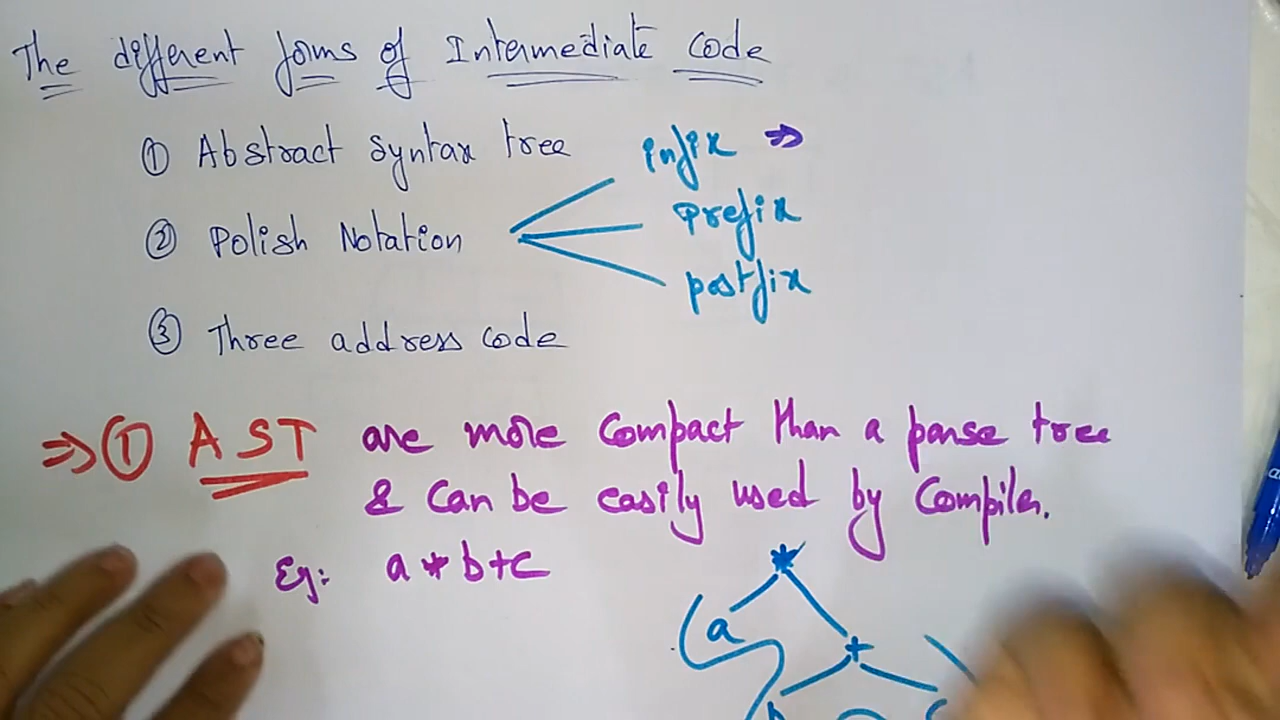 The different forms of Intermediate Code
① Abstract Syntax tree
infix ⇒
② Polish Notation
prefix
postfix
③ Three address code
⇒ ① AST are more compact than a parse tree
& can be easily used by Compiler.
Eg: a * b + c
*
a
+
b